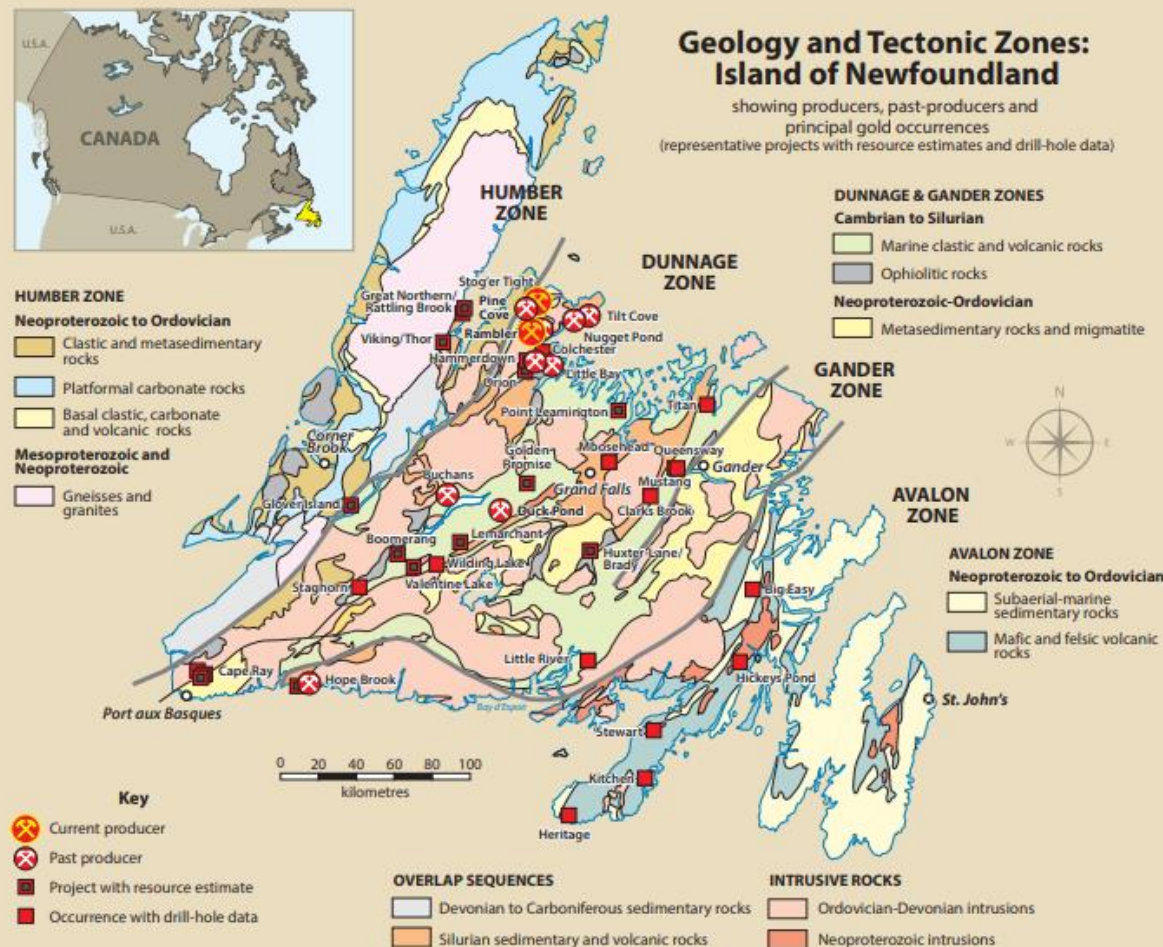 Geology and Tectonic Zones:
Island of Newfoundland
showing producers, past-producers and
principal gold occurrences
(representative projects with resource estimates and drill-hole data)
U.S.A.
CANADA
U.S.A.
HUMBER ZONE
Neoproterozoic to Ordovician
Clastic and metasedimentary
rocks
Platformal carbonate rocks
Basal clastic, carbonate
and volcanic rocks
Mesoproterozoic and
Neoproterozoic
Gneisses and
granites
DUNNAGE & GANDER ZONES
Cambrian to Silurian
Marine clastic and volcanic rocks
Ophiolitic rocks
Neoproterozoic-Ordovician
Metasedimentary rocks and migmatite
HUMBER
ZONE
DUNNAGE
ZONE
GANDER
ZONE
AVALON
ZONE
N
W
E
S
AVALON ZONE
Neoproterozoic to Ordovician
Subaerial-marine
sedimentary rocks
Mafic and felsic volcanic
rocks
Stog'er Tight
Great Northern/
Rattling Brook
Pine
Cove
Tilt Cove
Viking/Thor
Rambler
Nugget Pond
Hammerdown
Colchester
Orion
Little Bay
Point Leamington
Titan
Corner
Brook
Golden
Promise
Moosehead
Queensway
Gander
Buchans
Grand Falls
Mustang
Glover Island
Duck Pond
Clarks Brook
Boomerang
Lemarchant
Wilding Lake
Huxter Lane/
Brady
Staghorn
Valentine Lake
Big Easy
Little River
Cape Ray
Hope Brook
Hickeys Pond
St. John's
Port aux Basques
Bay d'Espoir
Stewart
Kitchen
Heritage
0 20 40 60 80 100
kilometres
Key
Current producer
Past producer
Project with resource estimate
Occurrence with drill-hole data
OVERLAP SEQUENCES
Devonian to Carboniferous sedimentary rocks
Silurian sedimentary and volcanic rocks
INTRUSIVE ROCKS
Ordovician-Devonian intrusions
Neoproterozoic intrusions